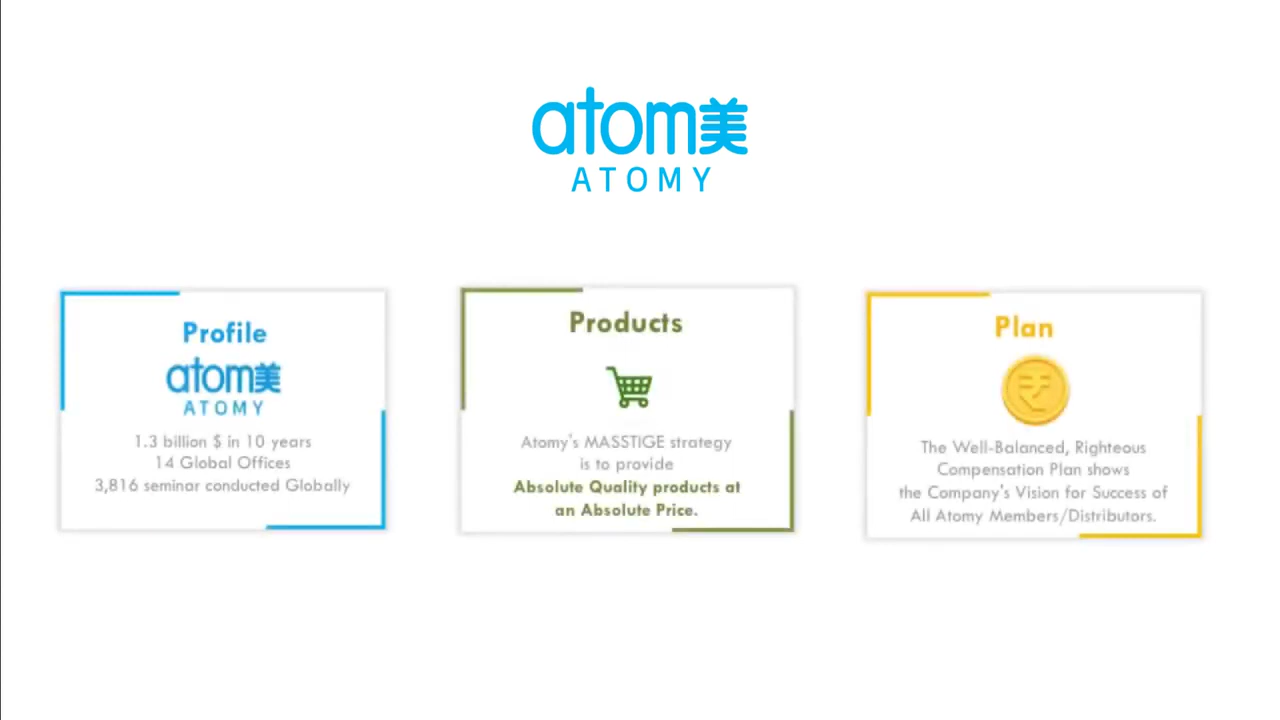 atom美
ATOMY
Profile
atom美
ATOMY
1.3 billion $ in 10 years
14 Global Offices
3,816 seminar conducted Globally
Products
Atomy's MASSTIGE strategy
is to provide
Absolute Quality products at
an Absolute Price.
Plan
₹
The Well-Balanced, Righteous
Compensation Plan shows
the Company's Vision for Success of
All Atomy Members/Distributors.